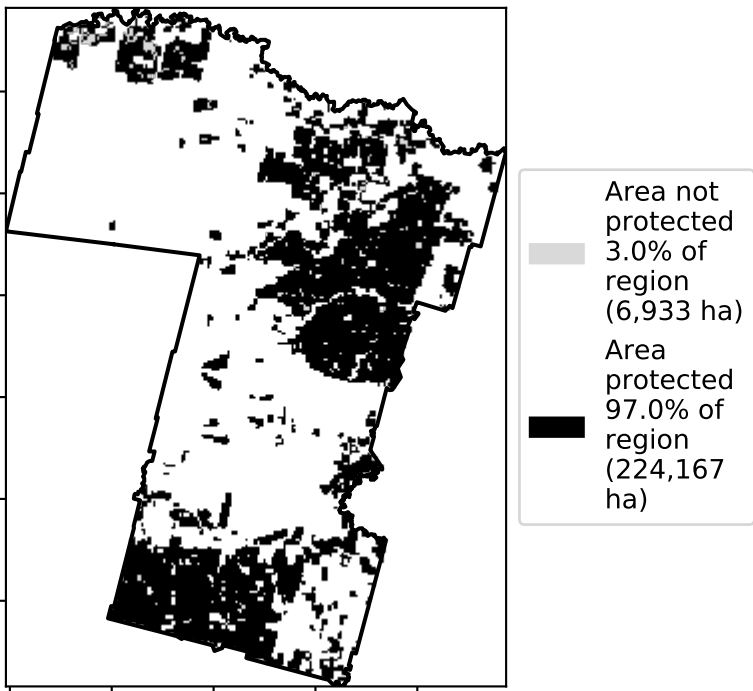 Area not
protected
3.0% of
region
(6,933 ha)
Area
protected
97.0% of
region
(224,167
ha)